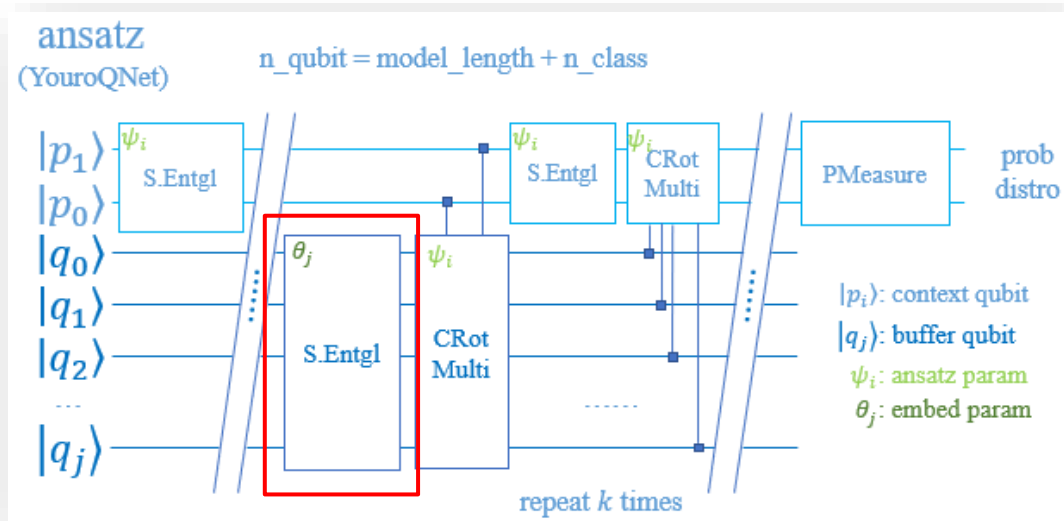 ansatz
(YouroQNet)
n_qubit = model_length + n_class
|p₁⟩
|p₀⟩
|q₀⟩
|q₁⟩
|q₂⟩
...
|qⱼ⟩
ψᵢ
S.Entgl
θⱼ
S.Entgl
ψᵢ
CRot
Multi
ψᵢ
S.Entgl
ψᵢ
CRot
Multi
......
PMeasure
prob
distro
|pᵢ⟩: context qubit
|qⱼ⟩: buffer qubit
ψᵢ: ansatz param
θⱼ: embed param
repeat k times